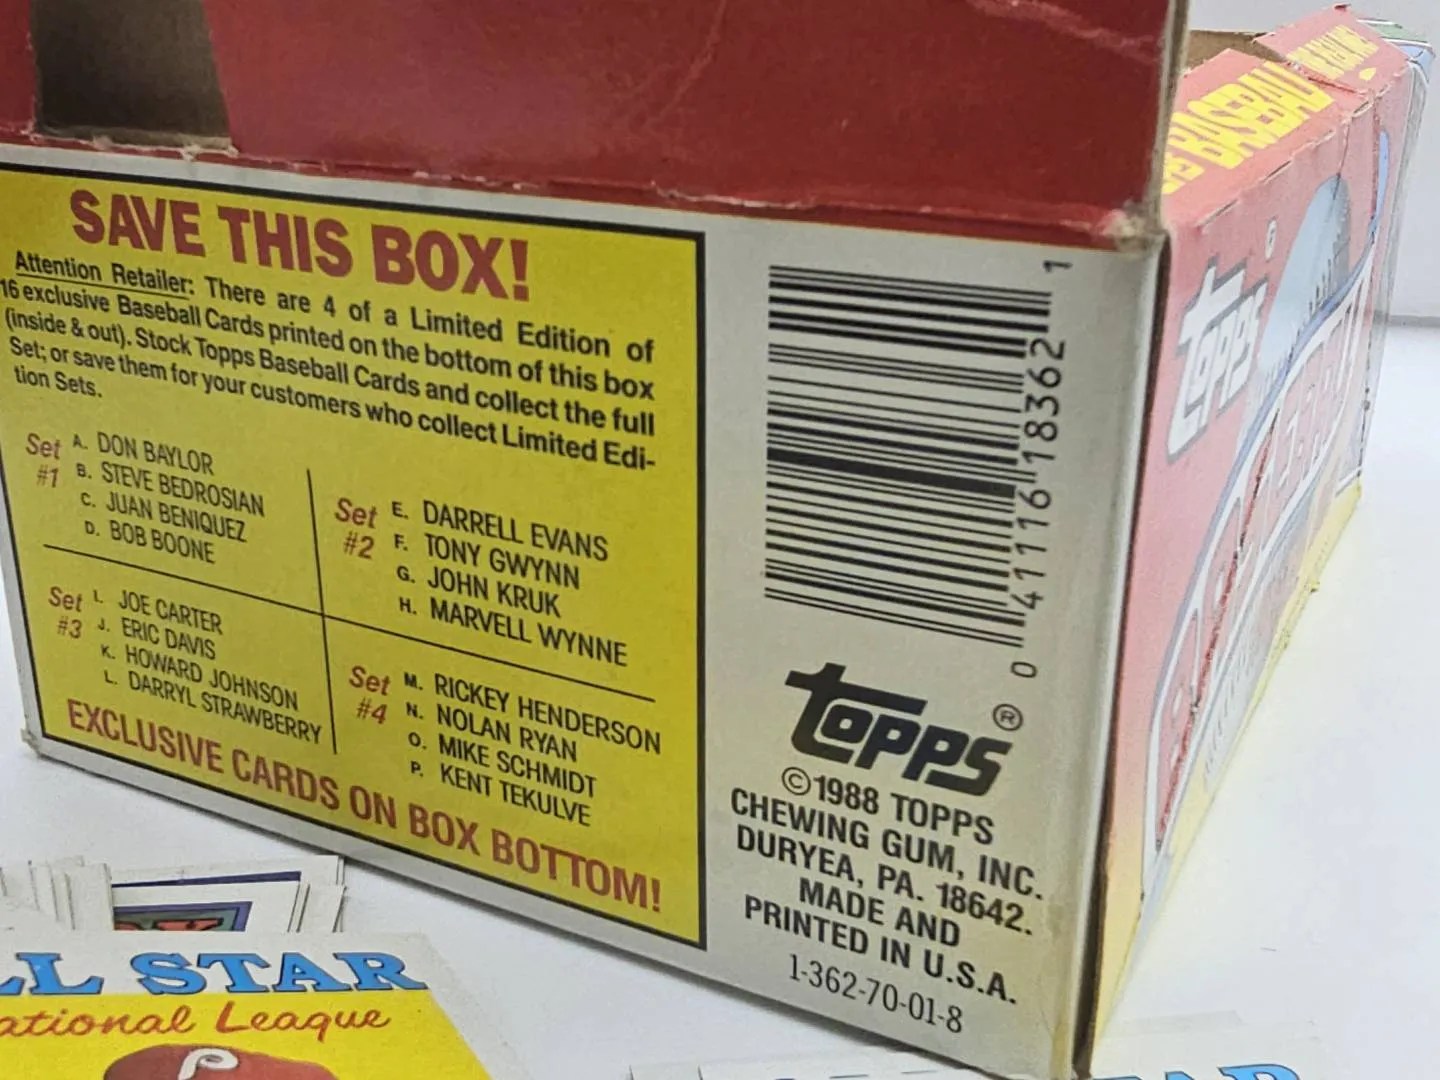 SAVE THIS BOX!
Attention Retailer: There are 4 of a Limited Edition of
16 exclusive Baseball Cards printed on the bottom of this box
(inside & out). Stock Topps Baseball Cards and collect the full
Set; or save them for your customers who collect Limited Edi-
tion Sets.
Set #1
A. DON BAYLOR
B. STEVE BEDROSIAN
C. JUAN BENIQUEZ
D. BOB BOONE
Set #2
E. DARRELL EVANS
F. TONY GWYNN
G. JOHN KRUK
H. MARVELL WYNNE
Set #3
I. JOE CARTER
J. ERIC DAVIS
K. HOWARD JOHNSON
L. DARRYL STRAWBERRY
Set #4
M. RICKEY HENDERSON
N. NOLAN RYAN
O. MIKE SCHMIDT
P. KENT TEKULVE
EXCLUSIVE CARDS ON BOX BOTTOM!
0 41116 18362 1
Topps®
©1988 TOPPS
CHEWING GUM, INC.
DURYEA, PA. 18642.
MADE AND
PRINTED IN U.S.A.
1-362-70-01-8
BASEBALL
Topps
LL STAR
ational League
P